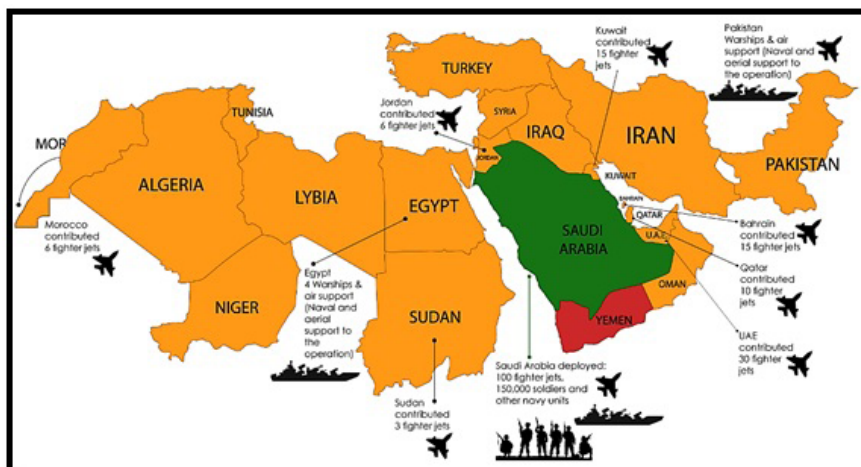 Kuwait
contributed
15 fighter
jets
Pakistan
Warships & air
support (Naval and
aerial support to
the operation)
TURKEY
Jordan
contributed
6 fighter jets
SYRIA
TUNISIA
IRAQ
IRAN
MOR
JORDAN
PAKISTAN
KUWAIT
ALGERIA
LYBIA
EGYPT
BAHRAIN
QATAR
SAUDI
ARABIA
U.A.E
Morocco
contributed
6 fighter jets
Bahrain
contributed
15 fighter jets
Egypt
4 Warships &
air support
(Naval and
aerial
support to
the
operation)
Qatar
contributed
10 fighter
jets
OMAN
NIGER
SUDAN
YEMEN
UAE
contributed
30 fighter
jets
Saudi Arabia deployed:
100 fighter jets,
150,000 soldiers and
other navy units
Sudan
contributed
3 fighter jets